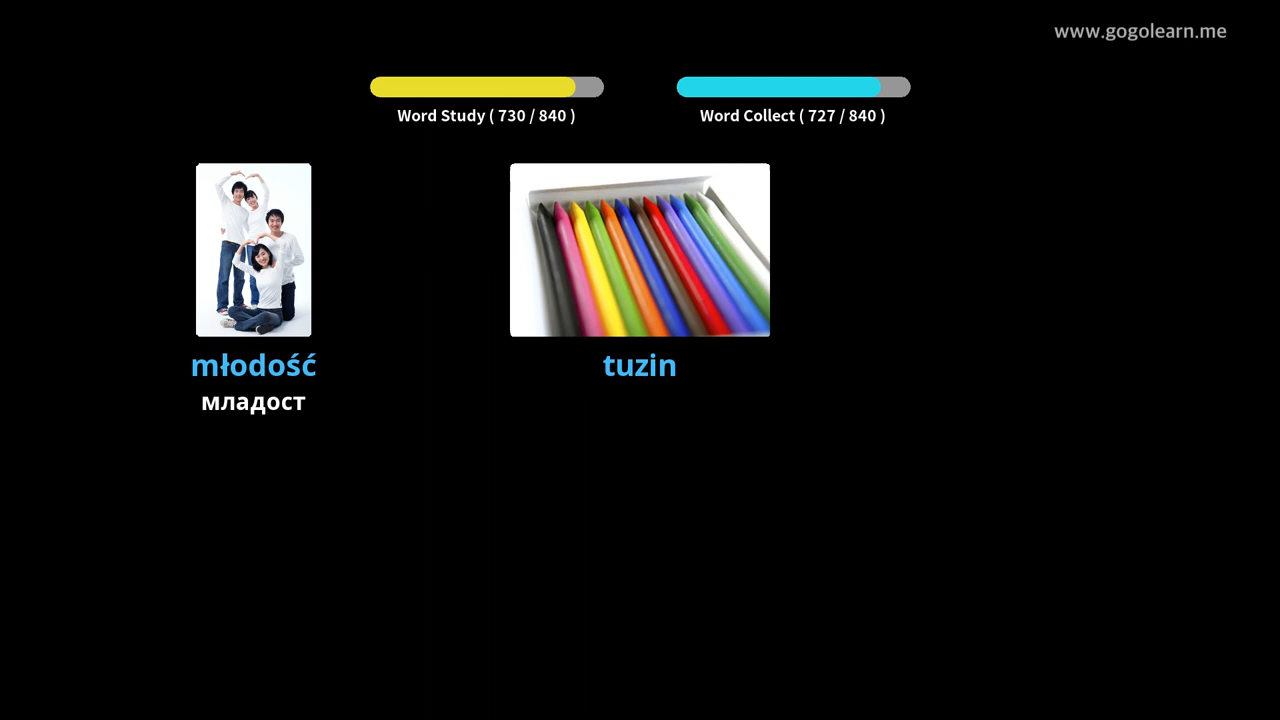 www.gogolearn.me
Word Study ( 730 / 840 )
Word Collect ( 727 / 840 )
młodość
младост
tuzin